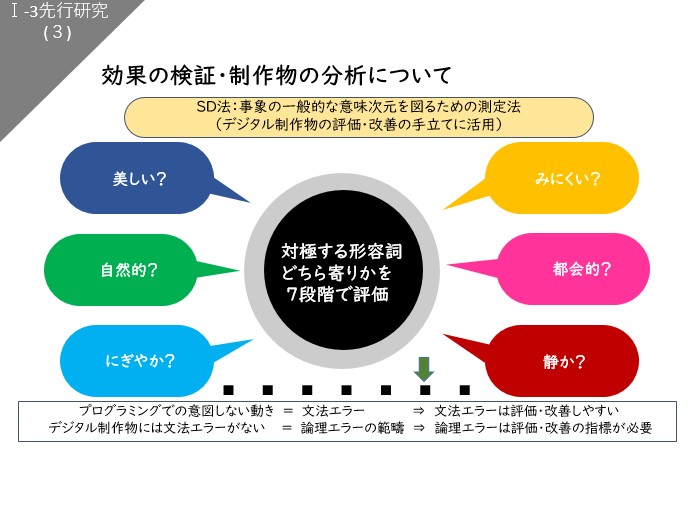 Ⅰ-3先行研究
(３)
効果の検証・制作物の分析について
SD法：事象の一般的な意味次元を図るための測定法
（デジタル制作物の評価・改善の手立てに活用）
美しい？
みにくい？
対極する形容詞
どちら寄りかを
７段階で評価
自然的？
都会的？
にぎやか？
静か？
プログラミングでの意図しない動き ＝ 文法エラー ⇒ 文法エラーは評価・改善しやすい
デジタル制作物には文法エラーがない ＝ 論理エラーの範疇 ⇒ 論理エラーは評価・改善の指標が必要